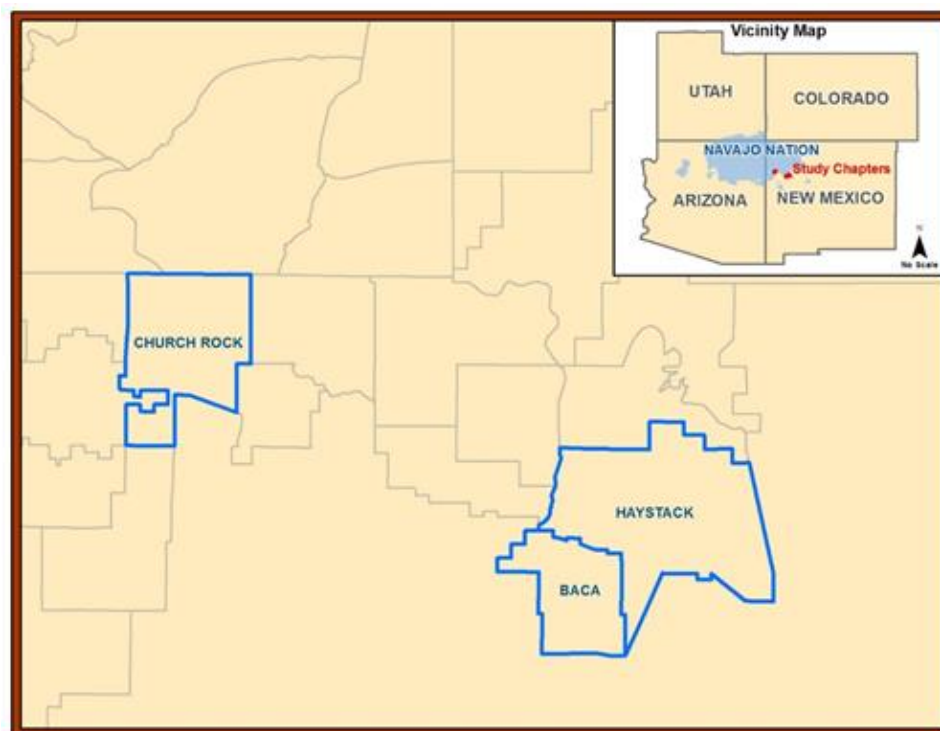 Vicinity Map
UTAH
COLORADO
NAVAJO NATION
Study Chapters
ARIZONA
NEW MEXICO
N
No Scale
CHURCH ROCK
HAYSTACK
BACA